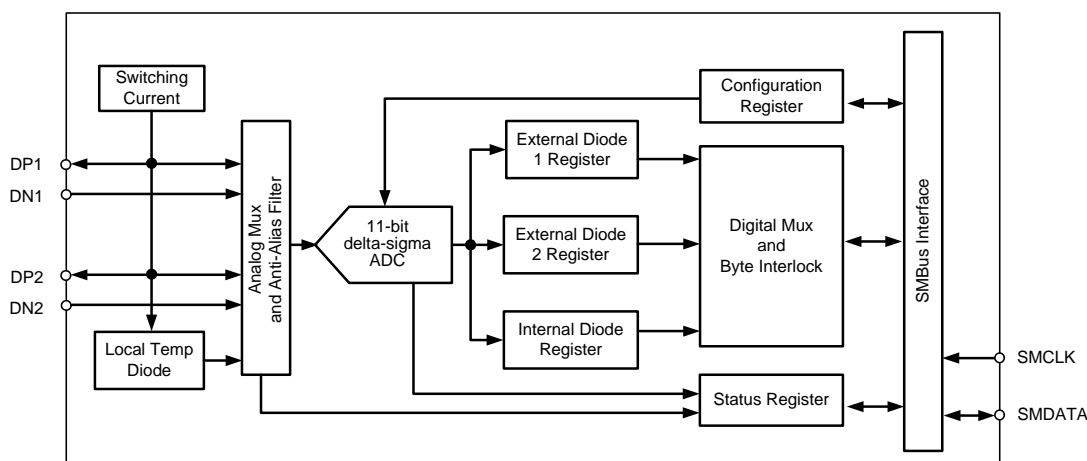 Switching
Current
Configuration
Register
DP1
DN1
DP2
DN2
Analog Mux
and Anti-Alias Filter
11-bit
delta-sigma
ADC
External Diode
1 Register
External Diode
2 Register
Internal Diode
Register
Digital Mux
and
Byte Interlock
SMBus Interface
Local Temp
Diode
Status Register
SMCLK
SMDATA